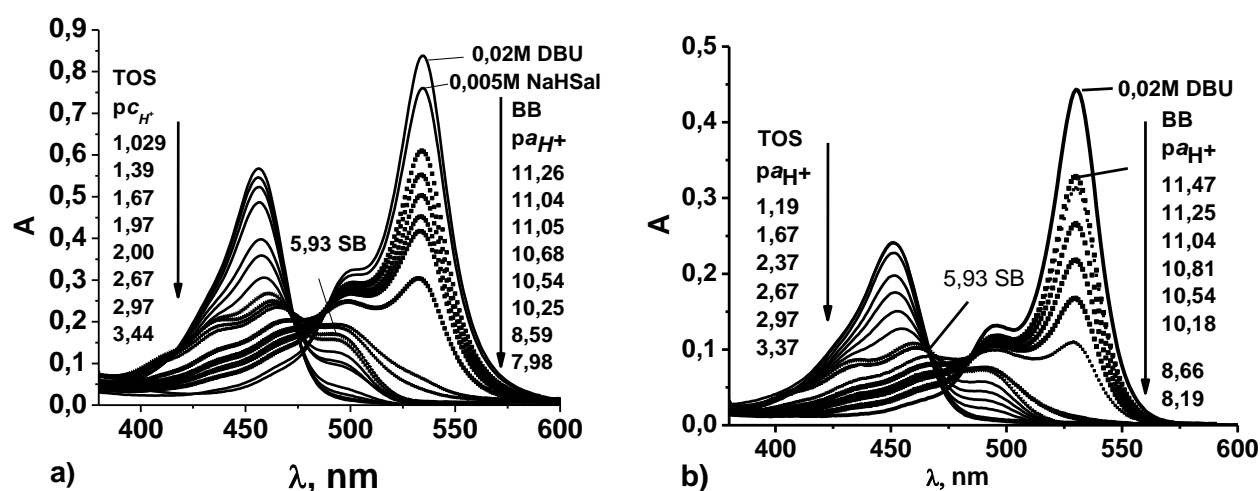 0,9
0,8
0,7
0,6
0,5
0,4
0,3
0,2
0,1
0,0
A
400
450
500
550
600
λ, nm
a)
TOS
pc_H+
1,029
1,39
1,67
1,97
2,00
2,67
2,97
3,44
5,93 SB
0,02M DBU
0,005M NaHSal
BB
paH+
11,26
11,04
11,05
10,68
10,54
10,25
8,59
7,98
0,5
0,4
0,3
0,2
0,1
0,0
A
400
450
500
550
600
λ, nm
b)
TOS
paH+
1,19
1,67
2,37
2,67
2,97
3,37
5,93 SB
0,02M DBU
BB
paH+
11,47
11,25
11,04
10,81
10,54
10,18
8,66
8,19